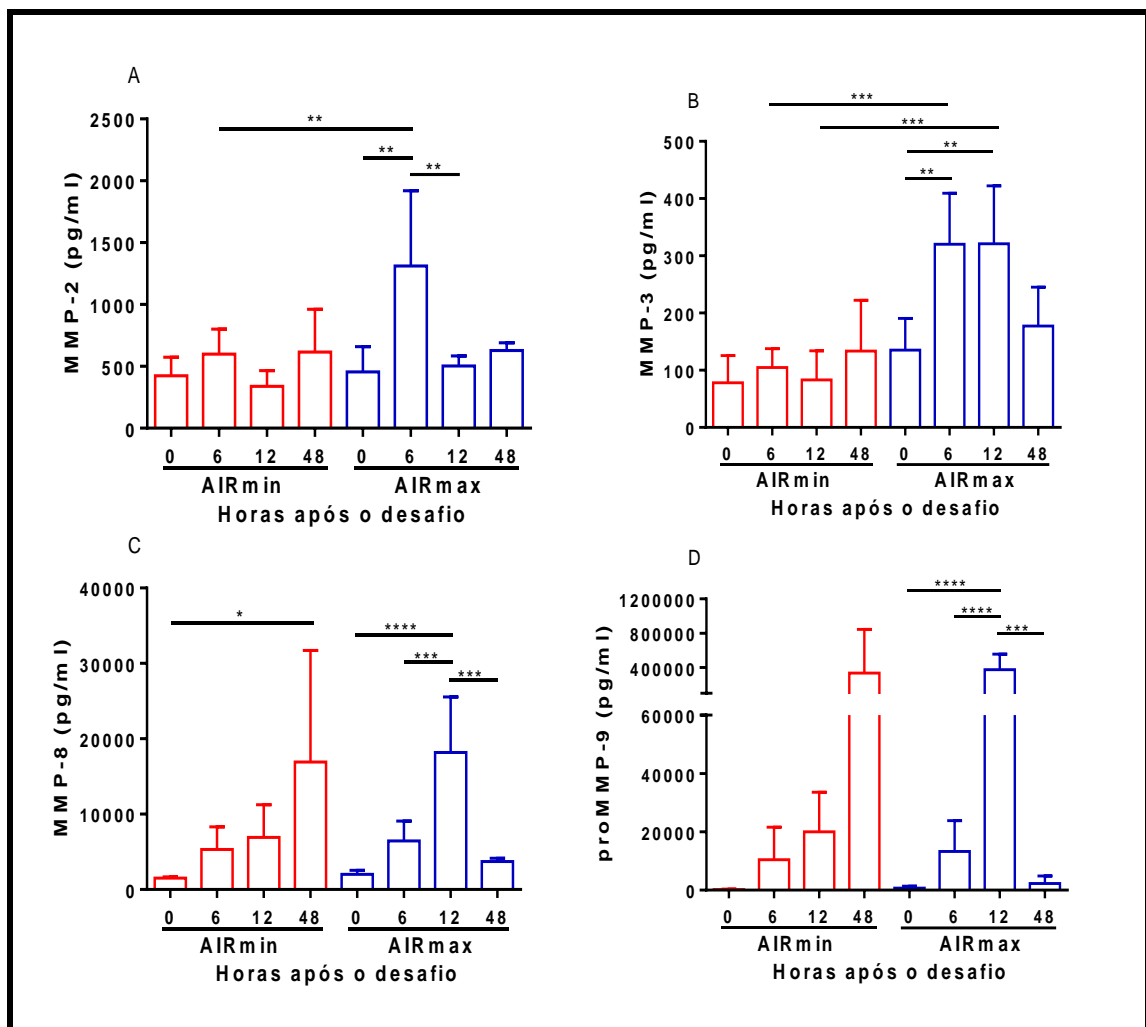 A
MMP-2 (pg/ml)
2500
2000
1500
1000
500
0
**
**
**
0 6 12 48 0 6 12 48
AIRmin AIRmax
Horas após o desafio
B
MMP-3 (pg/ml)
500
400
300
200
100
0
***
***
**
**
0 6 12 48 0 6 12 48
AIRmin AIRmax
Horas após o desafio
C
MMP-8 (pg/ml)
40000
30000
20000
10000
0
*
****
***
***
0 6 12 48 0 6 12 48
AIRmin AIRmax
Horas após o desafio
D
proMMP-9 (pg/ml)
1200000
800000
400000
60000
40000
20000
0
****
****
***
0 6 12 48 0 6 12 48
AIRmin AIRmax
Horas após o desafio